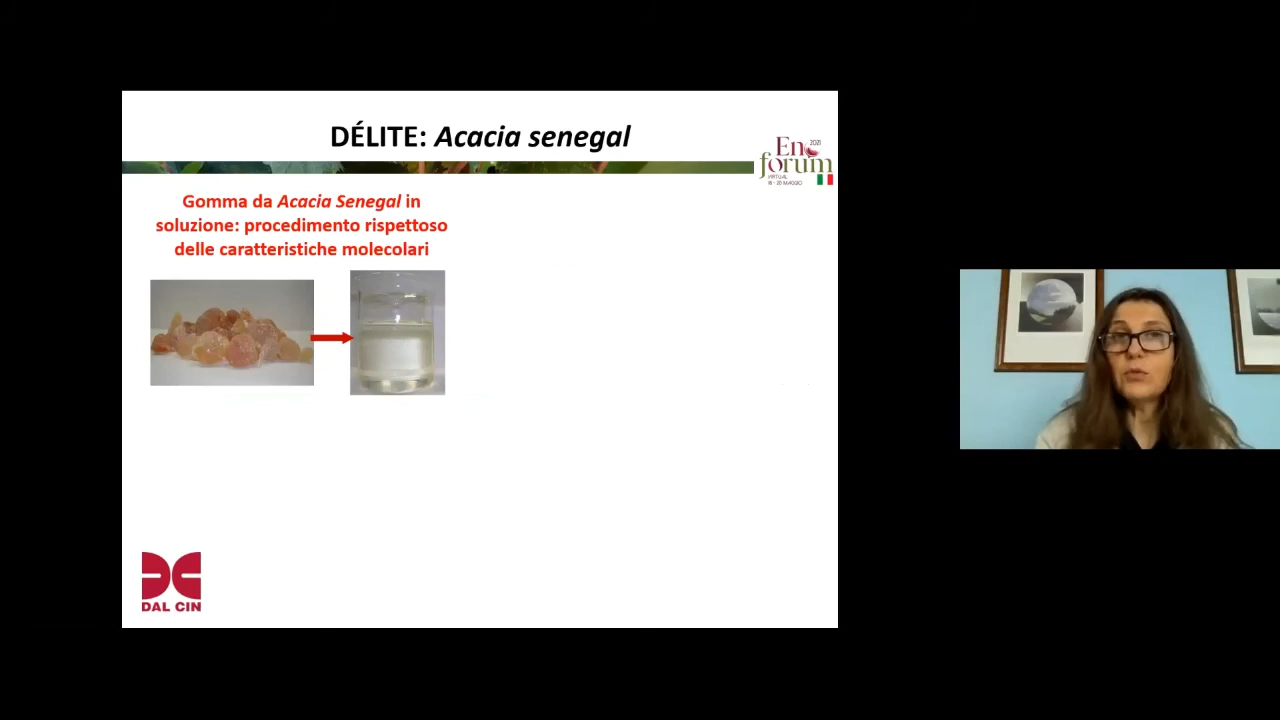 DÉLITE: Acacia senegal
2021
En
forum
VIRTUAL
18 - 20 MAGGIO
Gomma da Acacia Senegal in
soluzione: procedimento rispettoso
delle caratteristiche molecolari
DAL CIN